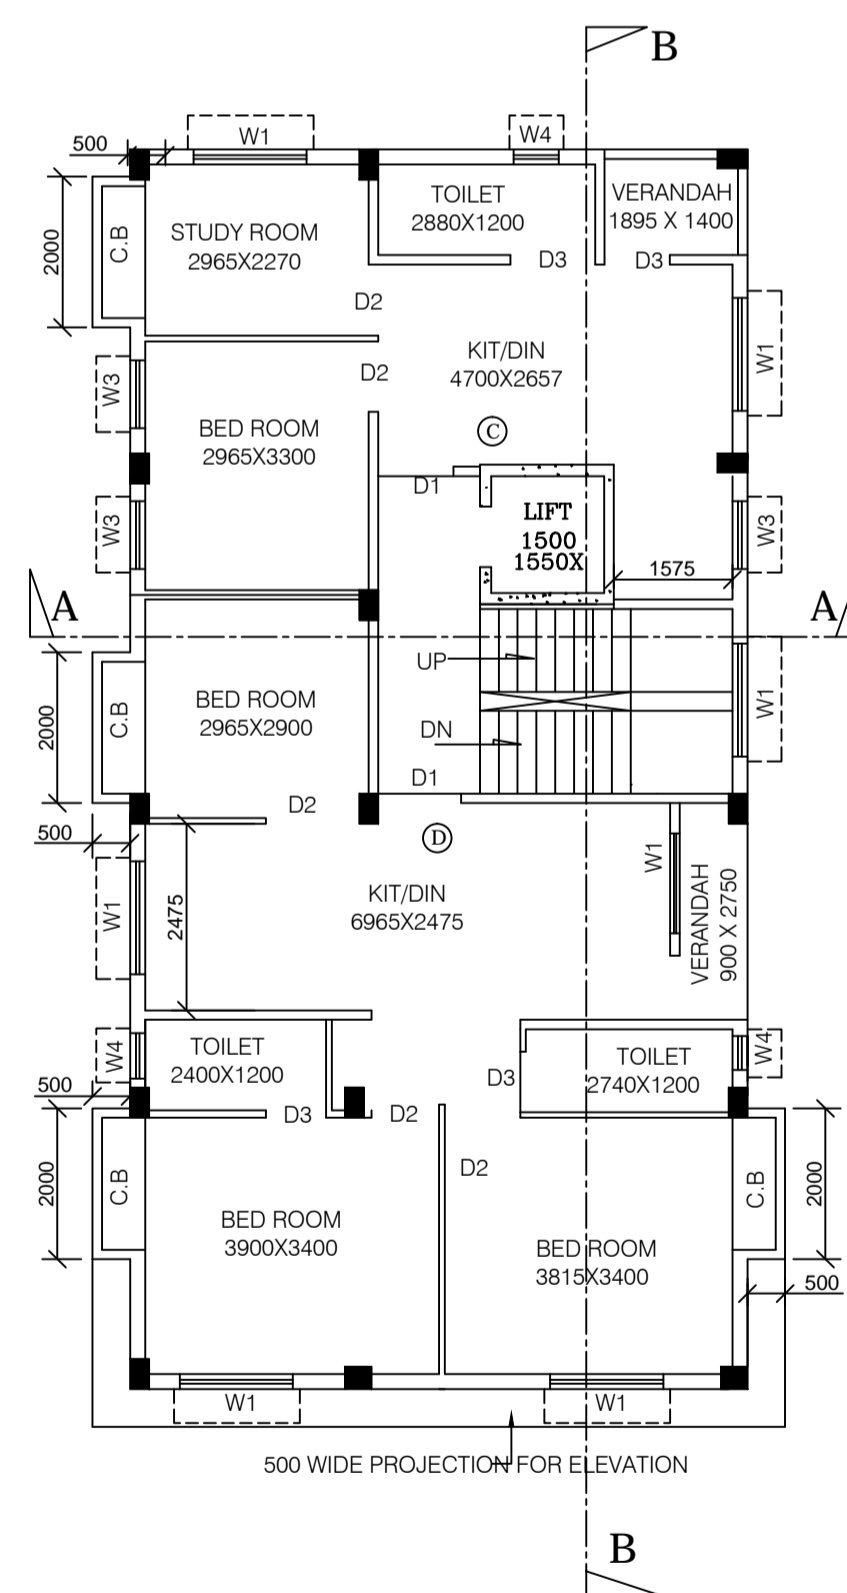 B
500
W1
W4
STUDY ROOM
2965X2270
TOILET
2880X1200
VERANDAH
1895 X 1400
2000
C.B
D3
D3
D2
KIT/DIN
4700X2657
W1
D2
W3
BED ROOM
2965X3300
C
D1
LIFT
1500
1550X
W3
W3
1575
A
A
UP
BED ROOM
2965X2900
2000
C.B
W1
DN
D1
D2
500
D
W1
KIT/DIN
6965X2475
2475
W1
VERANDAH
900 X 2750
TOILET
2400X1200
W4
TOILET
2740X1200
W4
500
D3
D3
D2
2000
C.B
D2
C.B
2000
BED ROOM
3900X3400
BED ROOM
3815X3400
500
W1
W1
500 WIDE PROJECTION FOR ELEVATION
B